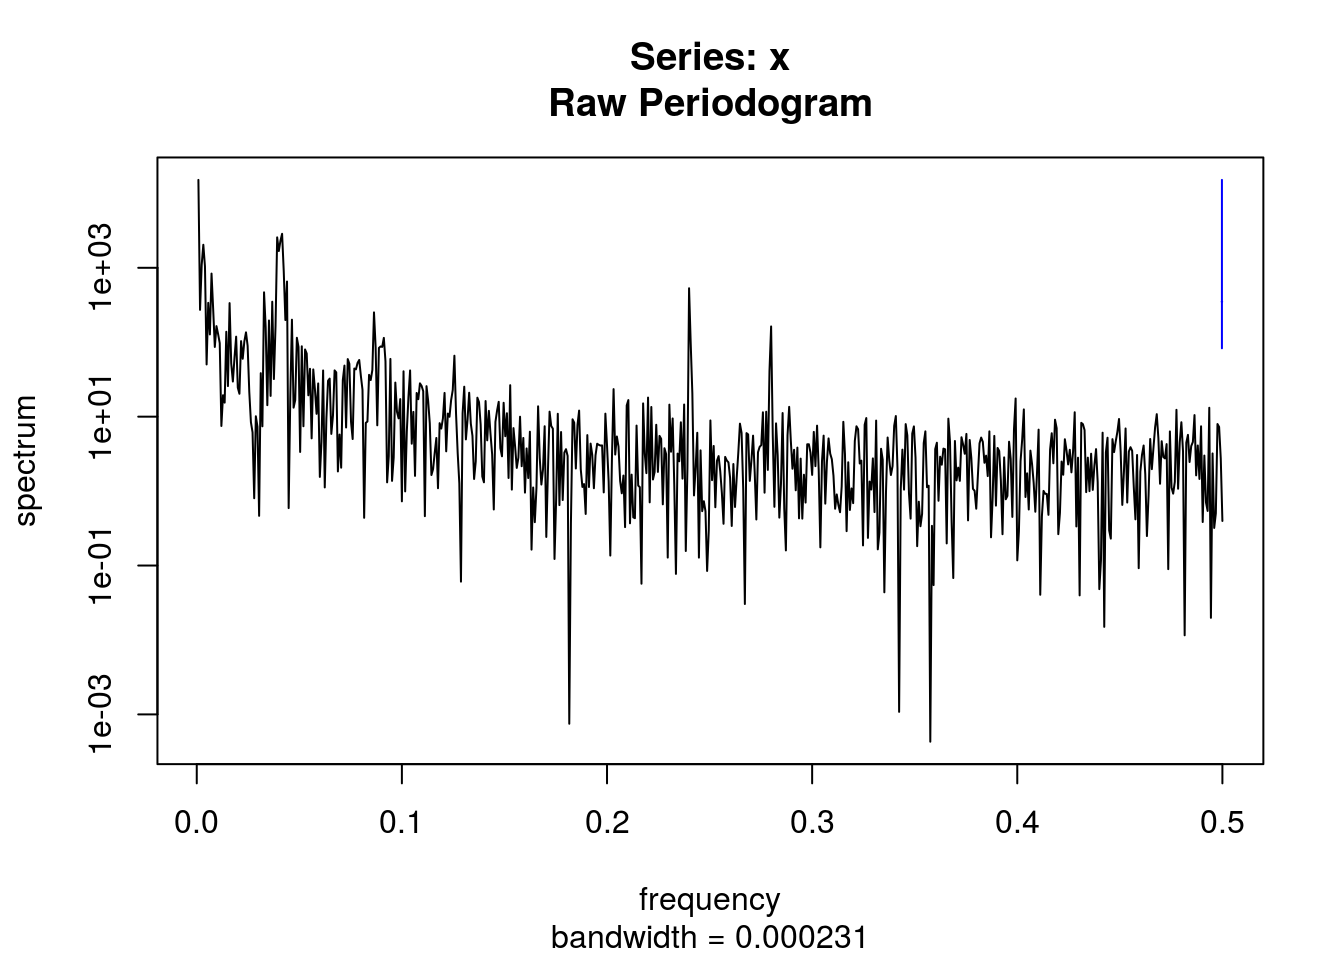 Series: x
Raw Periodogram
spectrum
1e+03
1e+01
1e-01
1e-03
0.0 0.1 0.2 0.3 0.4 0.5
frequency
bandwidth = 0.000231